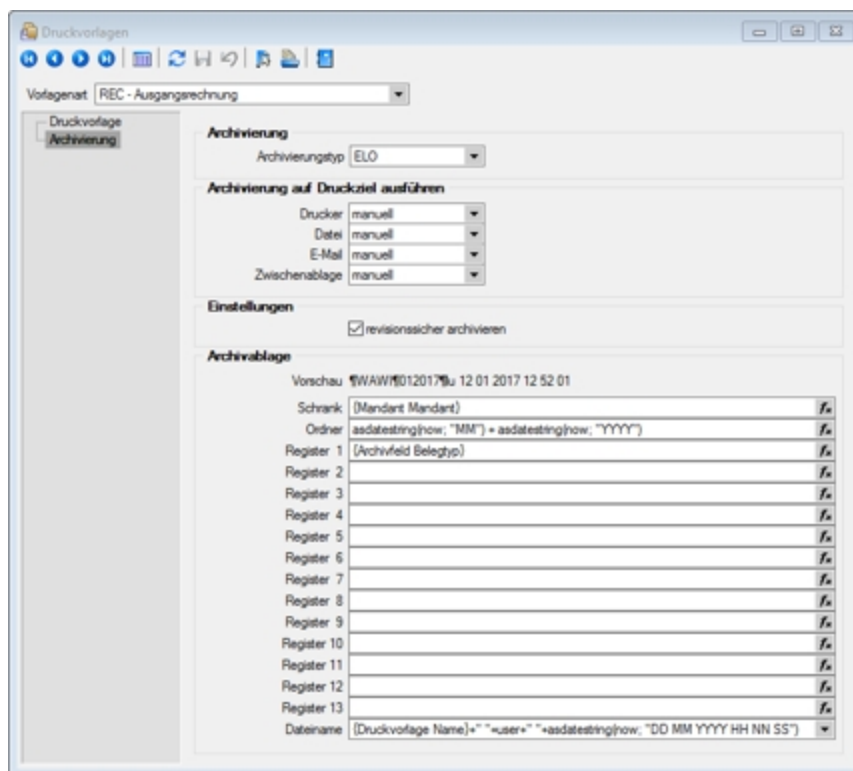 Druckvorlagen
Vorlagenart REC - Ausgangsrechnung
Druckvorlage
Archivierung
Archivierung
Archivierungstyp ELO
Archivierung auf Druckziel ausführen
Drucker manuell
Datei manuell
E-Mail manuell
Zwischenablage manuell
Einstellungen
revisionssicher archivieren
Archivablage
Vorschau ¶WAWI¶012017¶lu 12 01 2017 12 52 01
Schrank {Mandant Mandant}
Ordner asdatestring(now; "MM") + asdatestring(now; "YYYY")
Register 1 {Archivfeld Belegtyp}
Register 2
Register 3
Register 4
Register 5
Register 6
Register 7
Register 8
Register 9
Register 10
Register 11
Register 12
Register 13
Dateiname {Druckvorlage Name}+" "+user+" "+asdatestring(now; "DD MM YYYY HH NN SS")